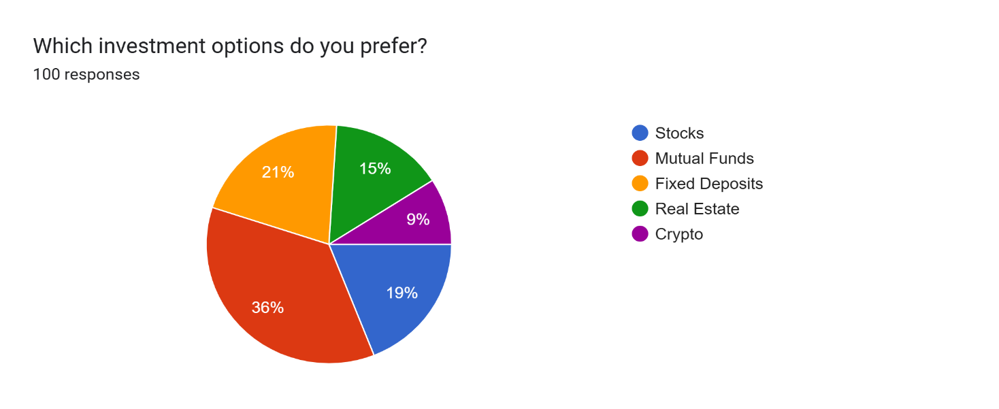 Which investment options do you prefer?
100 responses
21%
15%
9%
19%
36%
Stocks
Mutual Funds
Fixed Deposits
Real Estate
Crypto